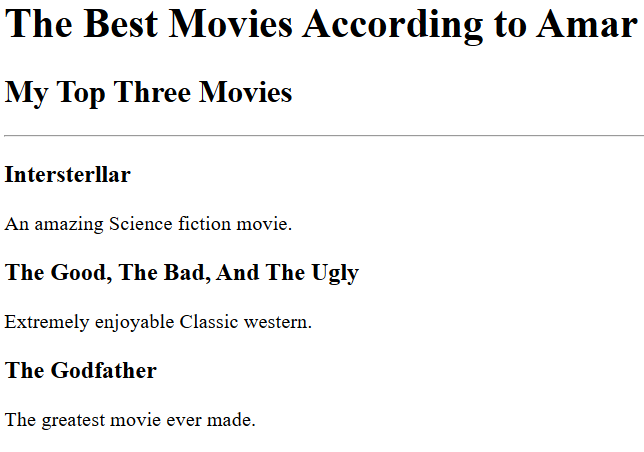 The Best Movies According to Amar
My Top Three Movies
Intersterllar
An amazing Science fiction movie.
The Good, The Bad, And The Ugly
Extremely enjoyable Classic western.
The Godfather
The greatest movie ever made.